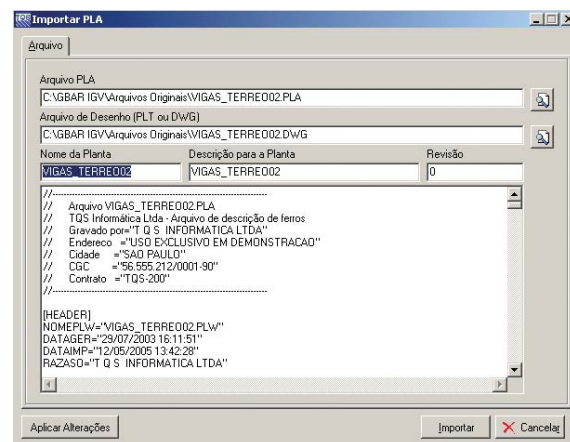 Importar PLA
Arquivo
Arquivo PLA
C:\GBAR IGV\Arquivos Originais\VIGAS_TERREO02.PLA
Arquivo de Desenho (PLT ou DWG)
C:\GBAR IGV\Arquivos Originais\VIGAS_TERREO02.DWG
Nome da Planta Descrição para a Planta Revisão
VIGAS_TERREO02 VIGAS_TERREO02 0
//-----------------------------------------------------------------------
// Arquivo VIGAS_TERREO02.PLA
// TQS Informática Ltda - Arquivo de descrição de ferros
// Gravado por="T Q S INFORMATICA LTDA"
// Endereco ="USO EXCLUSIVO EM DEMONSTRACAO"
// Cidade ="SAO PAULO"
// CGC ="56.555.212/0001-90"
// Contrato ="TQS-200"
//-----------------------------------------------------------------------
[HEADER]
NOMEPLW="VIGAS_TERREO02.PLW"
DATAGER="29/07/2003 16:11:51"
DATAIMP="12/05/2005 13:42:28"
RAZASO="T Q S INFORMATICA LTDA"
Aplicar Alterações Importar Cancelar